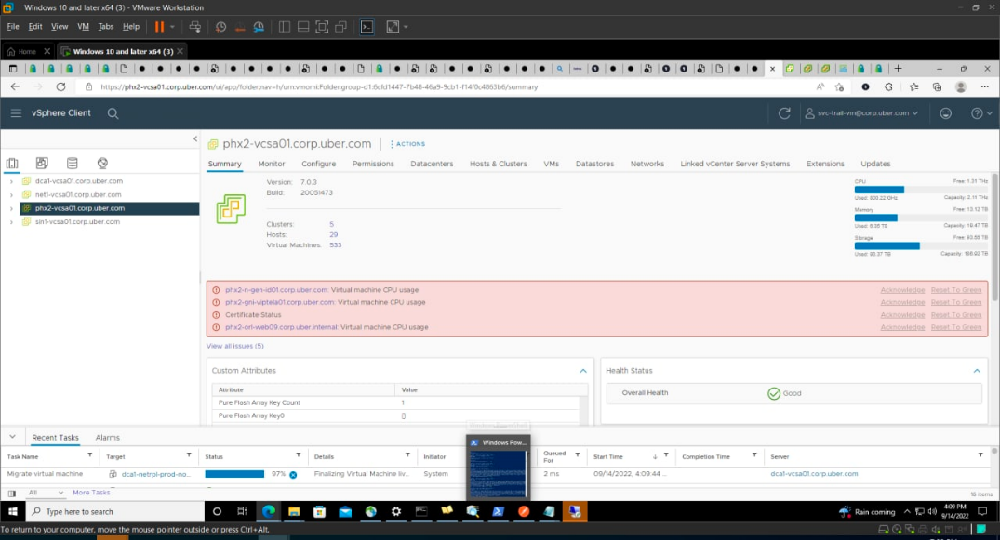 Windows 10 and later x64 (3) - VMware Workstation
File Edit View VM Tabs Help
Home Windows 10 and later x64 (3)
https://phx2-vcsa01.corp.uber.com/ui/app/folder;nav=h/urn:vmomi:Folder:group-d1:6cfd1447-7b48-46a9-9cb1-f14f0c4863b6/summary
vSphere Client svc-trail-vm@corp.uber.com
phx2-vcsa01.corp.uber.com ACTIONS
Summary Monitor Configure Permissions Datacenters Hosts & Clusters VMs Datastores Networks Linked vCenter Server Systems Extensions Updates
dca1-vcsa01.corp.uber.com
net1-vcsa01.corp.uber.com
phx2-vcsa01.corp.uber.com
sin1-vcsa01.corp.uber.com
Version: 7.0.3
Build: 20051473
Clusters: 5
Hosts: 29
Virtual Machines: 533
CPU Free: 1.31 THz
Used: 800.22 GHz Capacity: 2.11 THz
Memory Free: 13.12 TB
Used: 6.35 TB Capacity: 19.47 TB
Storage Free: 93.55 TB
Used: 93.37 TB Capacity: 186.92 TB
phx2-n-gen-id01.corp.uber.com: Virtual machine CPU usage Acknowledge Reset To Green
phx2-gni-viptela01.corp.uber.com: Virtual machine CPU usage Acknowledge Reset To Green
Certificate Status Acknowledge Reset To Green
phx2-orl-web09.corp.uber.internal: Virtual machine CPU usage Acknowledge Reset To Green
View all issues (5)
Custom Attributes
Attribute Value
Pure Flash Array Key Count 1
Pure Flash Array Key0 []
Health Status
Overall Health Good
Recent Tasks Alarms
Windows Pow...
Task Name Target Status Details Initiator Queued For Start Time Completion Time Server
Migrate virtual machine dca1-netrpl-prod-no... 97% Finalizing Virtual Machine liv... System 2 ms 09/14/2022, 4:09:44 ... dca1-vcsa01.corp.uber.com
All More Tasks 16 items
Type here to search Rain coming 4:09 PM
9/14/2022
To return to your computer, move the mouse pointer outside or press Ctrl+Alt.